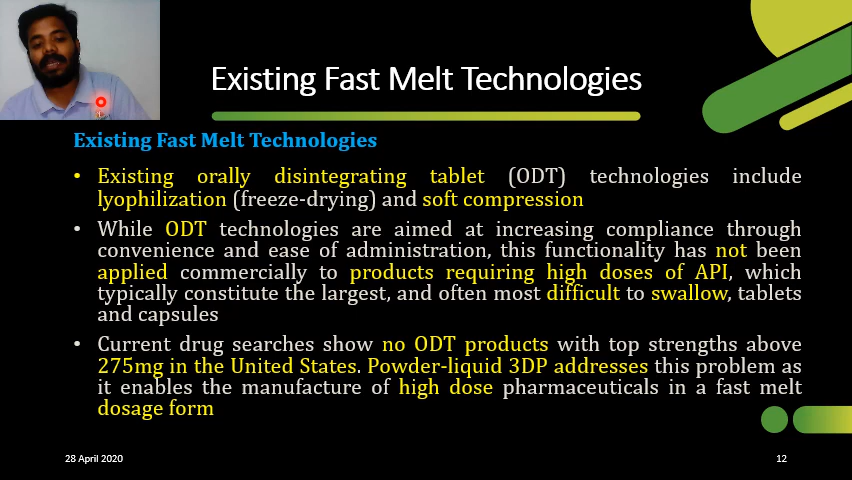 Existing Fast Melt Technologies
Existing Fast Melt Technologies
• Existing orally disintegrating tablet (ODT) technologies include
lyophilization (freeze-drying) and soft compression
• While ODT technologies are aimed at increasing compliance through
convenience and ease of administration, this functionality has not been
applied commercially to products requiring high doses of API, which
typically constitute the largest, and often most difficult to swallow, tablets
and capsules
• Current drug searches show no ODT products with top strengths above
275mg in the United States. Powder-liquid 3DP addresses this problem as
it enables the manufacture of high dose pharmaceuticals in a fast melt
dosage form
28 April 2020
12